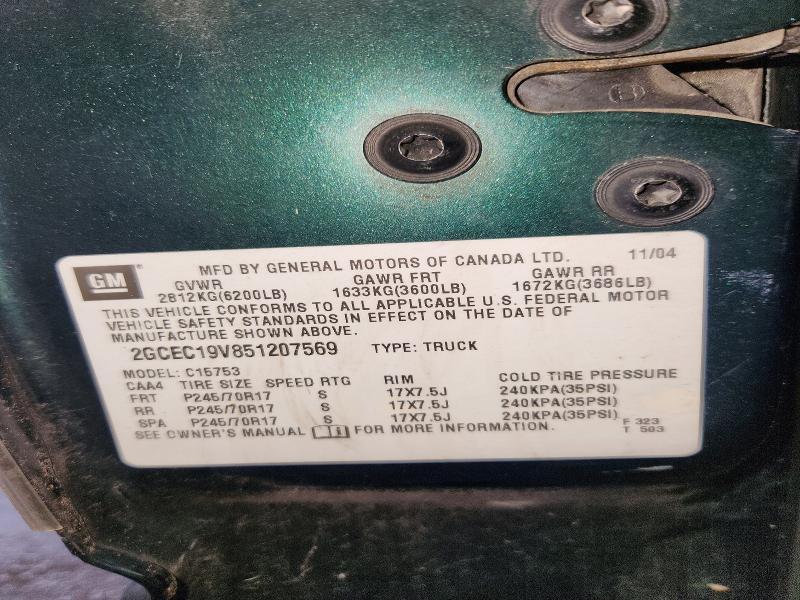 GM
MFD BY GENERAL MOTORS OF CANADA LTD. 11/04
GVWR GAWR FRT GAWR RR
2812KG(6200LB) 1633KG(3600LB) 1672KG(3686LB)
THIS VEHICLE CONFORMS TO ALL APPLICABLE U.S. FEDERAL MOTOR
VEHICLE SAFETY STANDARDS IN EFFECT ON THE DATE OF
MANUFACTURE SHOWN ABOVE.
2GCEC19V851207569 TYPE: TRUCK
MODEL: C15753
CAA4 TIRE SIZE SPEED RTG RIM COLD TIRE PRESSURE
FRT P245/70R17 S 17X7.5J 240KPA(35PSI)
RR P245/70R17 S 17X7.5J 240KPA(35PSI)
SPA P245/70R17 S 17X7.5J 240KPA(35PSI)
SEE OWNER'S MANUAL FOR MORE INFORMATION.
F 323
T 503